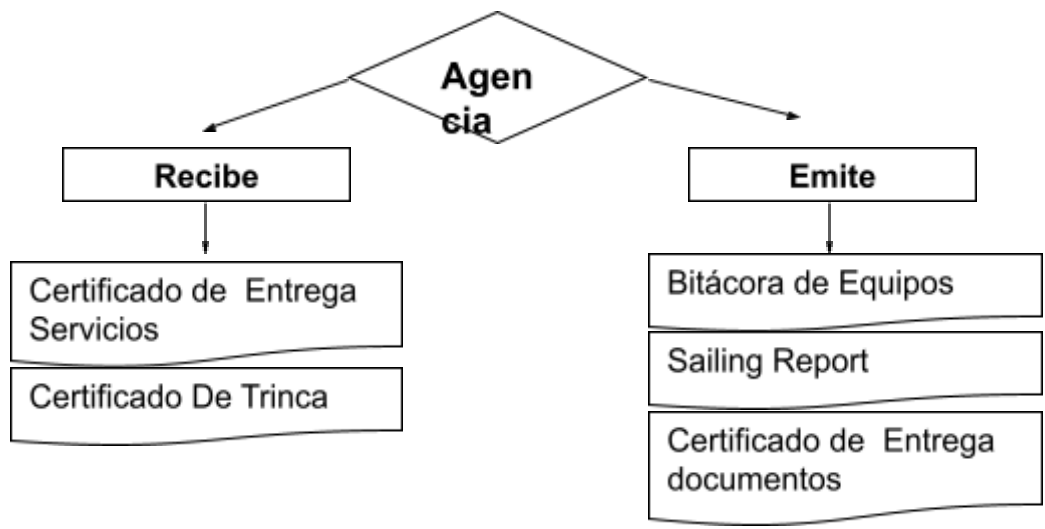 Agen
cia
Recibe
Emite
Certificado de Entrega
Servicios
Certificado De Trinca
Bitácora de Equipos
Sailing Report
Certificado de Entrega
documentos